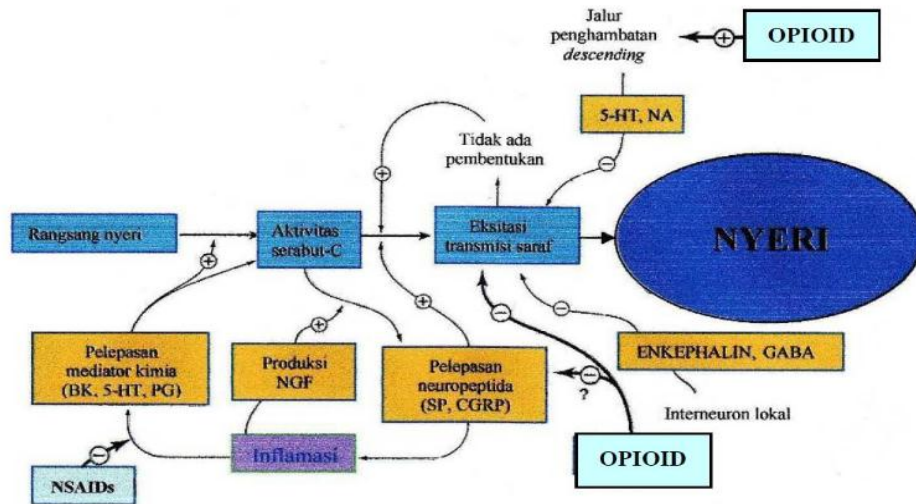 Jalur
penghambatan
descending
OPIOID
5-HT, NA
Tidak ada
pembentukan
Rangsang nyeri
Aktivitas
serabut-C
Eksitasi
transmisi saraf
NYERI
Pelepasan
mediator kimia
(BK, 5-HT, PG)
Produksi
NGF
Pelepasan
neuropeptida
(SP, CGRP)
?
ENKEPHALIN, GABA
Interneuron lokal
Inflamasi
OPIOID
NSAIDs